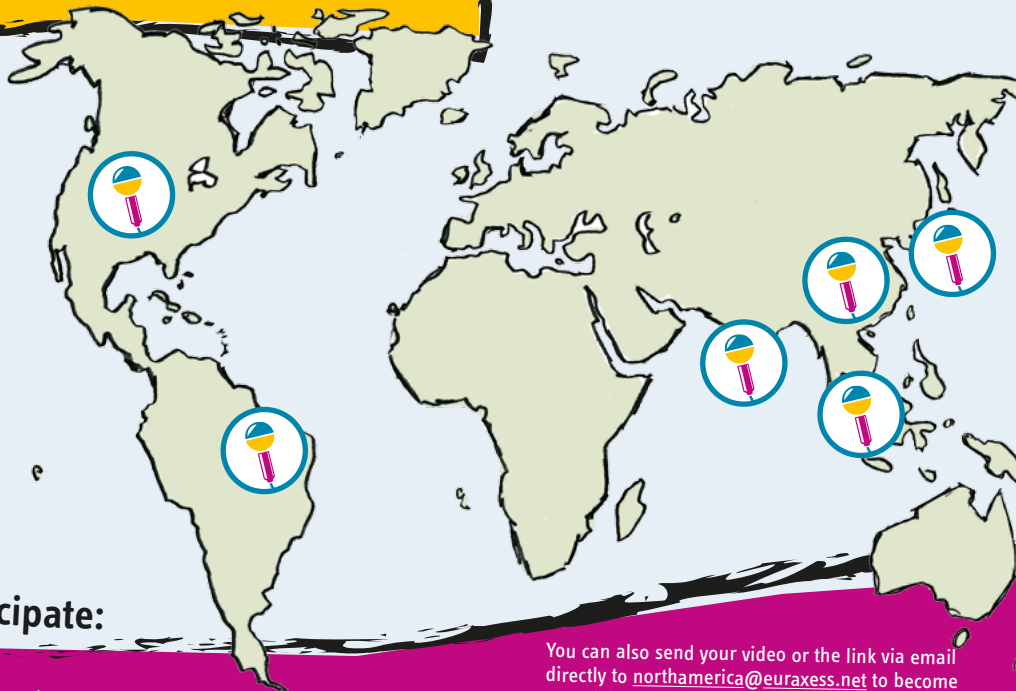 cipate:
You can also send your video or the link via email
directly to northamerica@euraxess.net to become